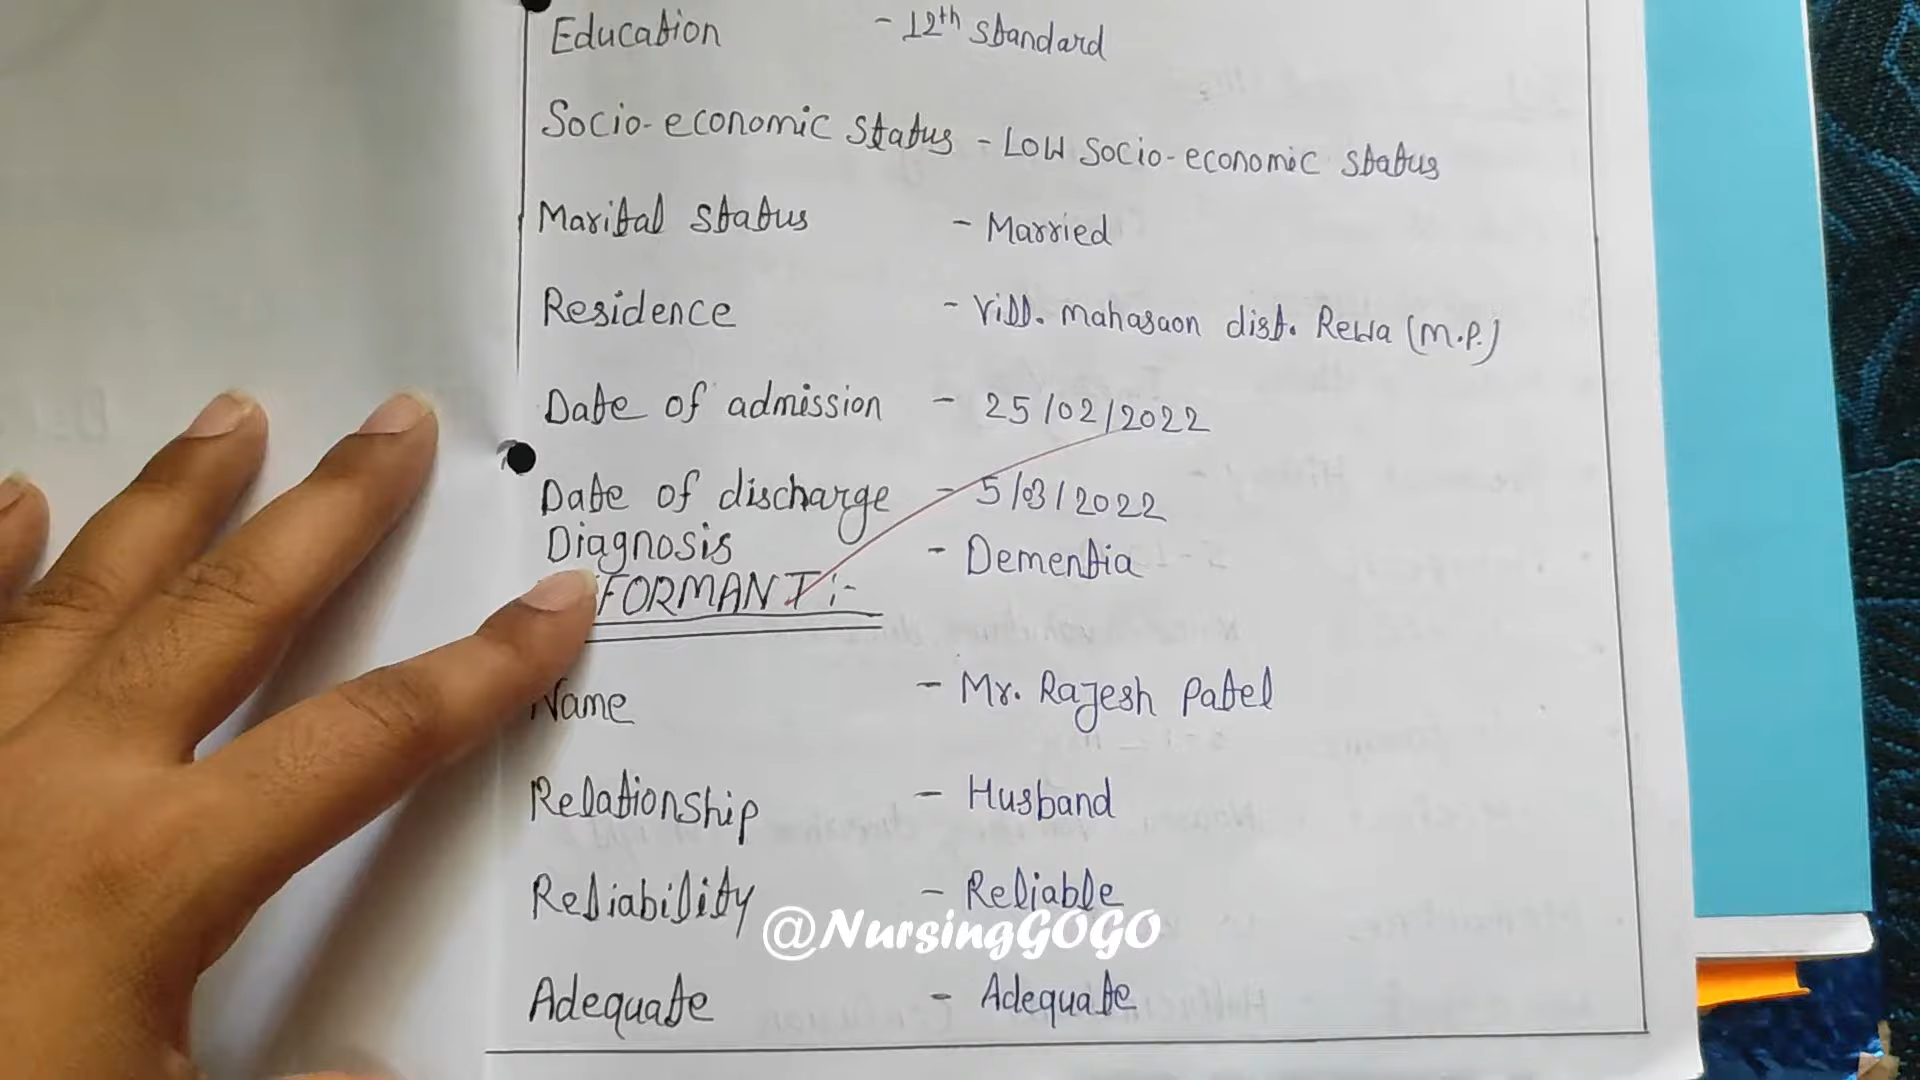 Education - 12th standard
Socio-economic status - Low socio-economic status
Marital status - Married
Residence - Vill. mahasaon dist. Rewa (M.P.)
Date of admission - 25/02/2022
Date of discharge - 5/03/2022
Diagnosis - Dementia
FORMANT :-
Name - Mr. Rajesh patel
Relationship - Husband
Reliability - Reliable
@NursingGOGO
Adequate - Adequate